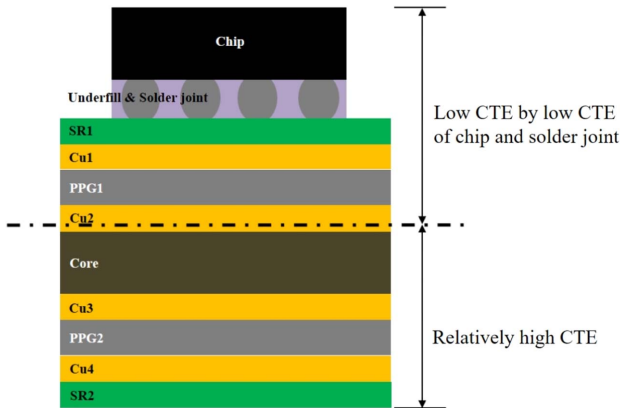 Chip
Underfill & Solder joint
SR1
Cu1
PPG1
Cu2
Core
Cu3
PPG2
Cu4
SR2
Low CTE by low CTE
of chip and solder joint
Relatively high CTE